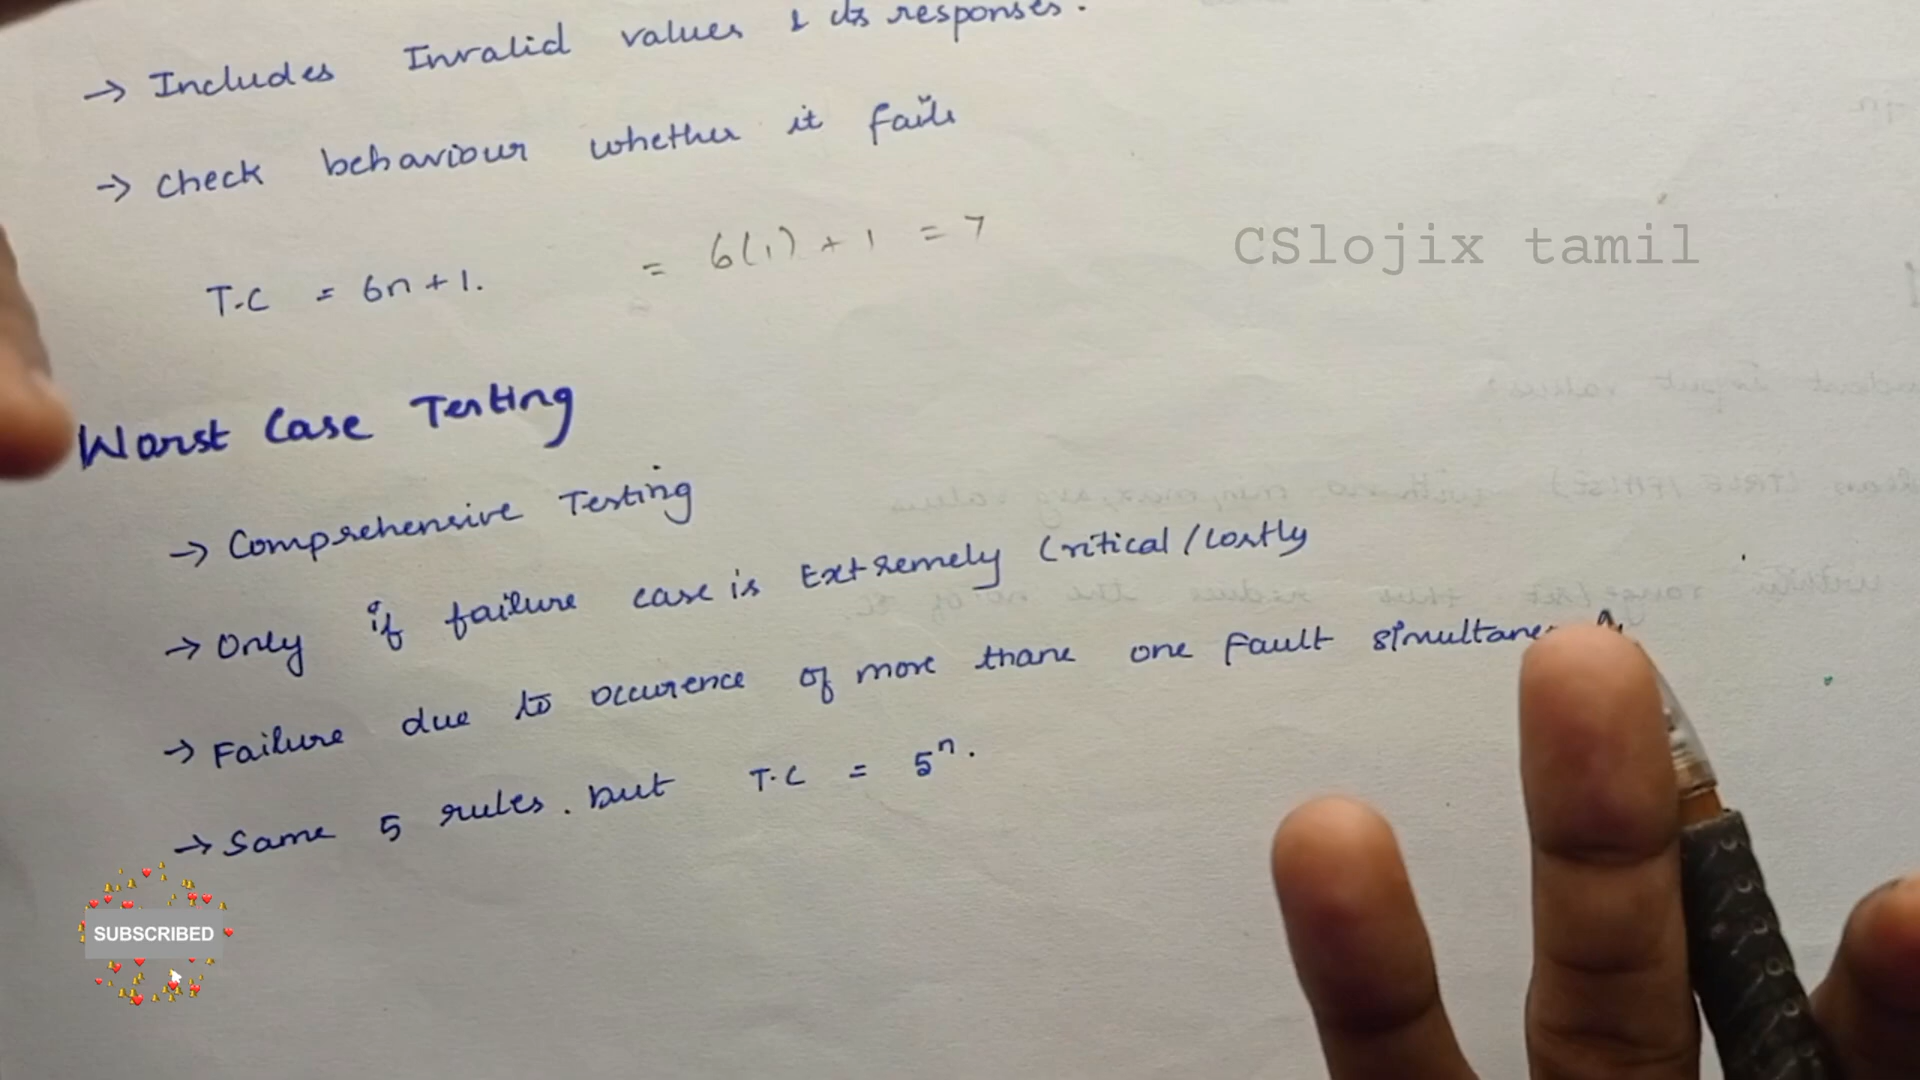 → Includes Invalid values & its responses.
→ check behaviour whether it fails
T.C = 6n+1. = 6(1) + 1 = 7
CSlojix tamil
Worst Case Testing
→ Comprehensive Testing
→ Only if failure case is Extremely Critical/Costly
→ Failure due to occurence of more thane one Fault
→ Same 5 rules. but T.C = 5ⁿ.
SUBSCRIBED